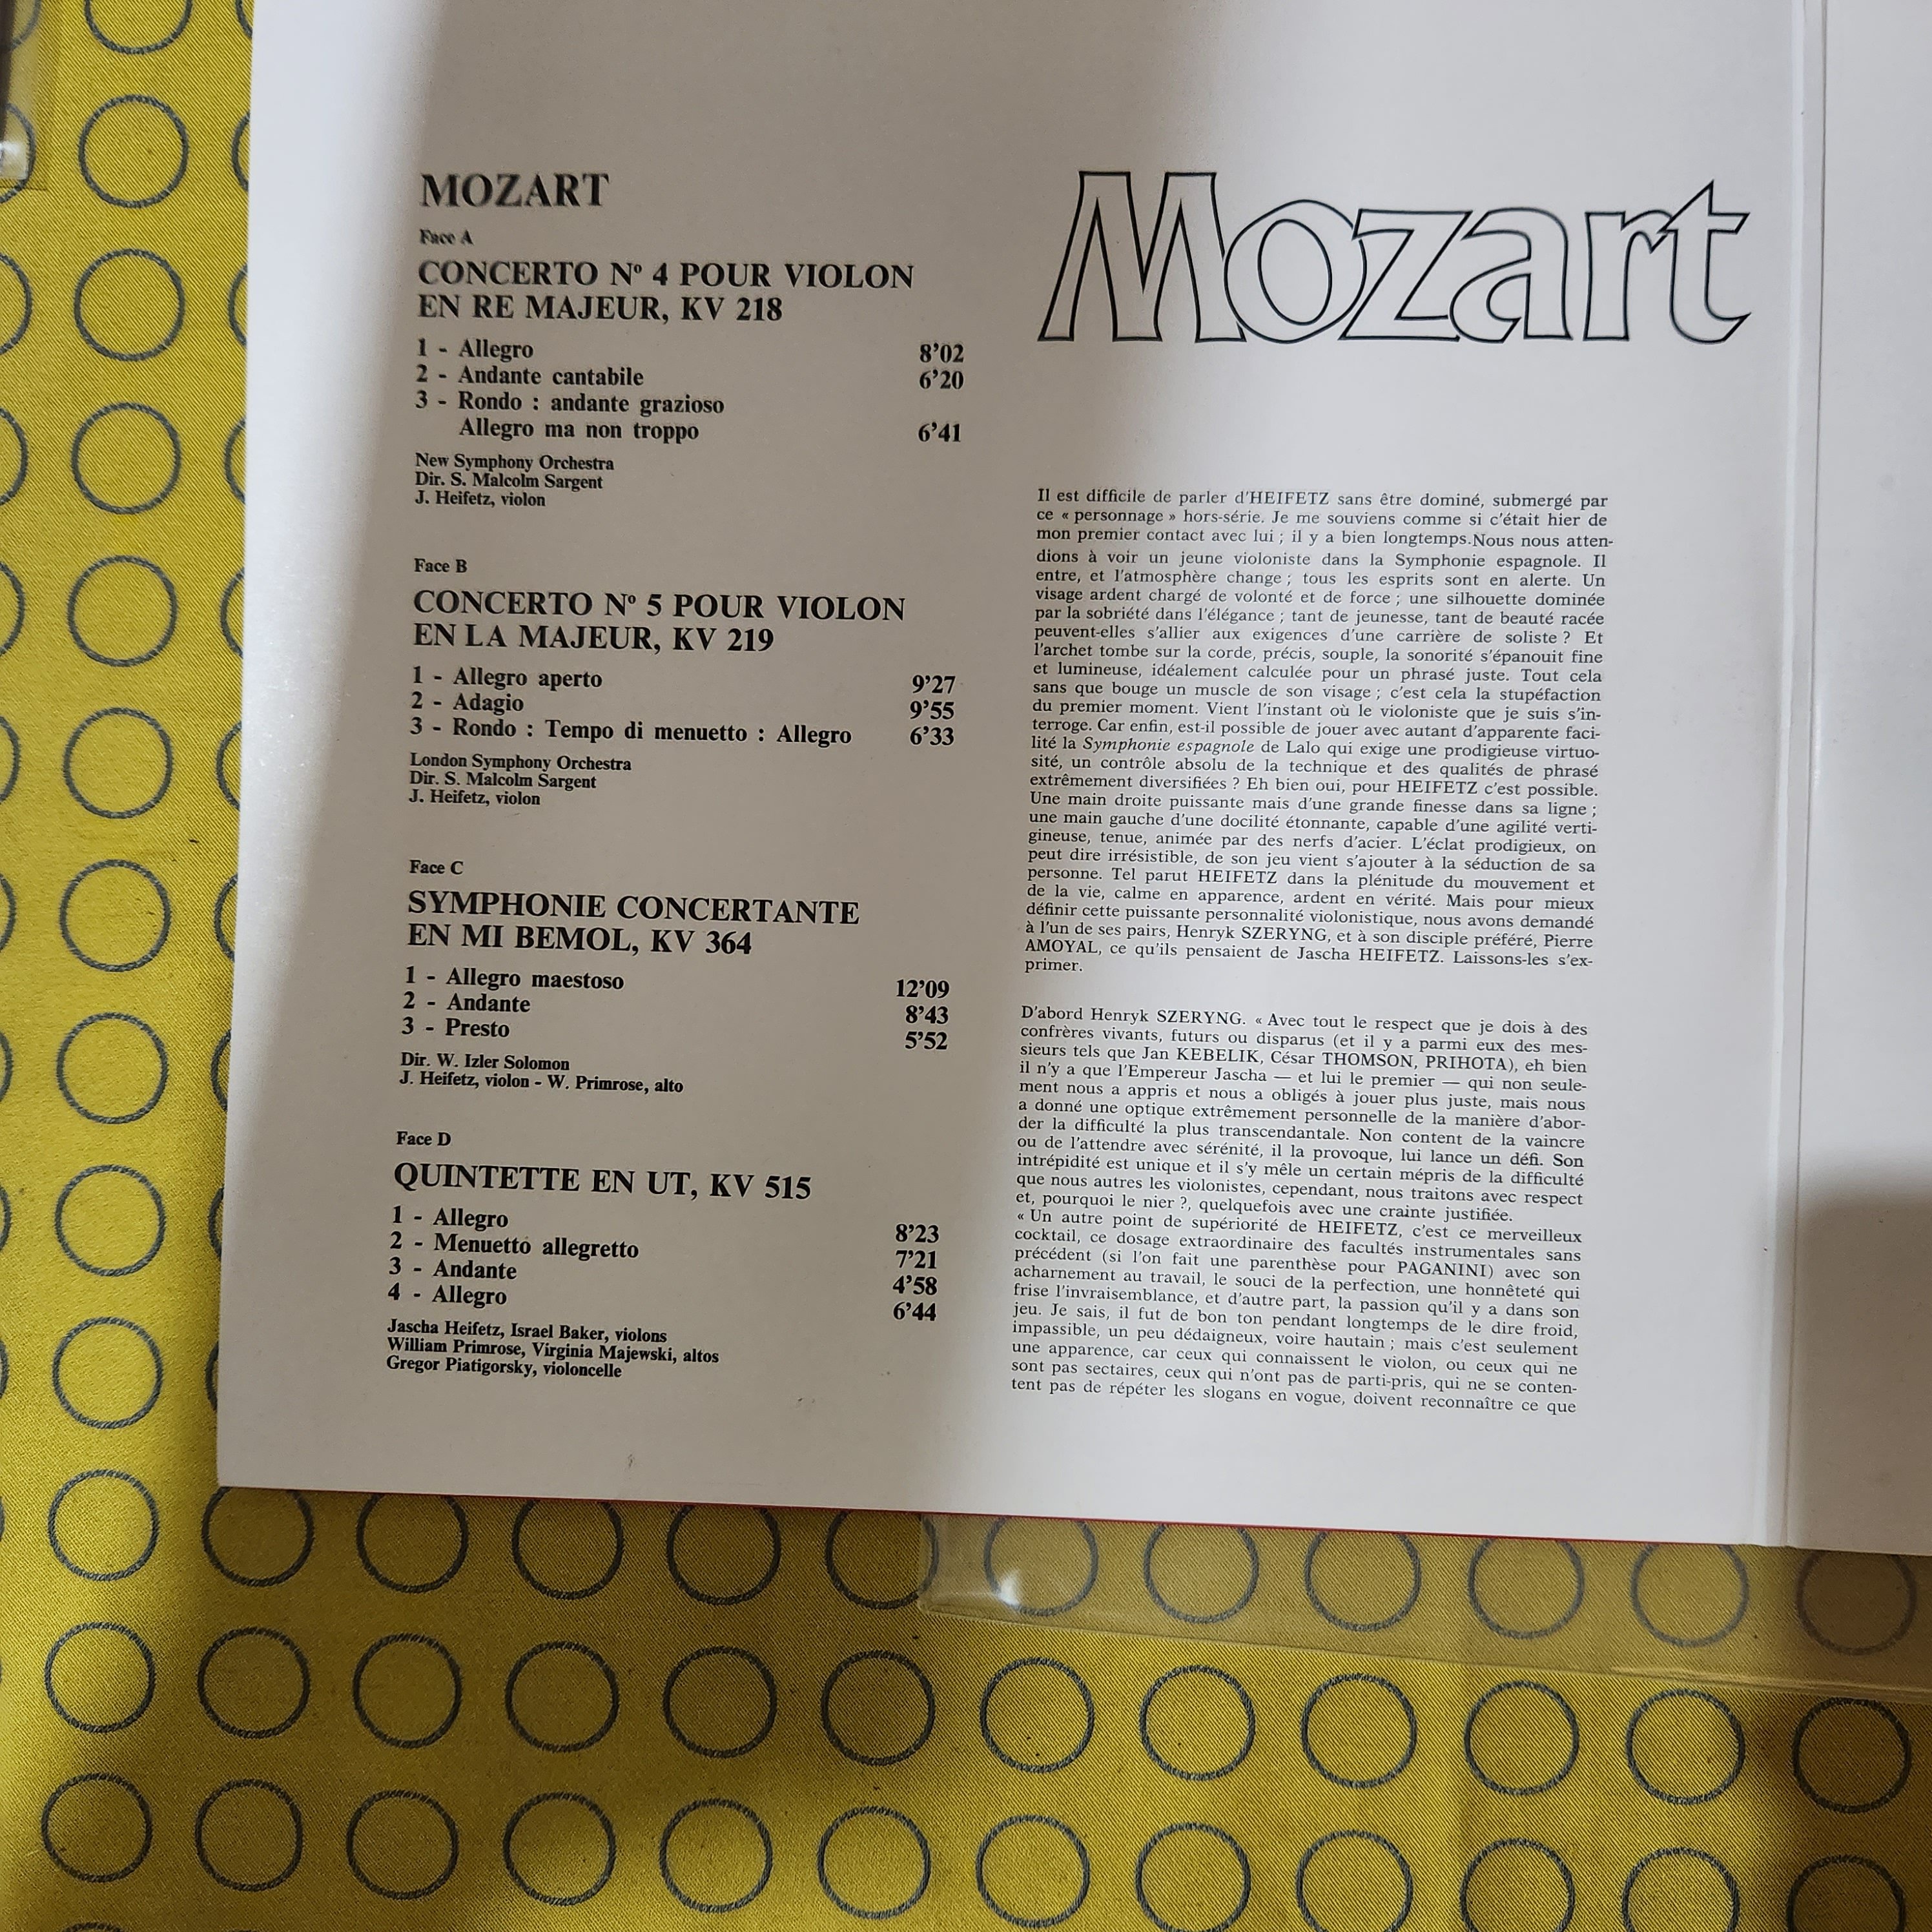 MOZART
Face A
CONCERTO Nº 4 POUR VIOLON
EN RE MAJEUR, KV 218
1 - Allegro 8’02
2 - Andante cantabile 6’20
3 - Rondo : andante grazioso
Allegro ma non troppo 6’41
New Symphony Orchestra
Dir. S. Malcolm Sargent
J. Heifetz, violon
Face B
CONCERTO Nº 5 POUR VIOLON
EN LA MAJEUR, KV 219
1 - Allegro aperto 9’27
2 - Adagio 9’55
3 - Rondo : Tempo di menuetto : Allegro 6’33
London Symphony Orchestra
Dir. S. Malcolm Sargent
J. Heifetz, violon
Face C
SYMPHONIE CONCERTANTE
EN MI BEMOL, KV 364
1 - Allegro maestoso 12’09
2 - Andante 8’43
3 - Presto 5’52
Dir. W. Izler Solomon
J. Heifetz, violon - W. Primrose, alto
Face D
QUINTETTE EN UT, KV 515
1 - Allegro 8’23
2 - Menuetto allegretto 7’21
3 - Andante 4’58
4 - Allegro 6’44
Jascha Heifetz, Israel Baker, violons
William Primrose, Virginia Majewski, altos
Gregor Piatigorsky, violoncelle
Mozart
Il est difficile de parler d’HEIFETZ sans être dominé, submergé par
ce « personnage » hors-série. Je me souviens comme si c’était hier de
mon premier contact avec lui ; il y a bien longtemps.Nous nous atten-
dions à voir un jeune violoniste dans la Symphonie espagnole. Il
entre, et l’atmosphère change ; tous les esprits sont en alerte. Un
visage ardent chargé de volonté et de force ; une silhouette dominée
par la sobriété dans l’élégance ; tant de jeunesse, tant de beauté racée
peuvent-elles s’allier aux exigences d’une carrière de soliste ? Et
l’archet tombe sur la corde, précis, souple, la sonorité s’épanouit fine
et lumineuse, idéalement calculée pour un phrasé juste. Tout cela
sans que bouge un muscle de son visage ; c’est cela la stupéfaction
du premier moment. Vient l’instant où le violoniste que je suis s’in-
terroge. Car enfin, est-il possible de jouer avec autant d’apparente faci-
lité la Symphonie espagnole de Lalo qui exige une prodigieuse virtuo-
sité, un contrôle absolu de la technique et des qualités de phrasé
extrêmement diversifiées ? Eh bien oui, pour HEIFETZ c’est possible.
Une main droite puissante mais d’une grande finesse dans sa ligne ;
une main gauche d’une docilité étonnante, capable d’une agilité verti-
gineuse, tenue, animée par des nerfs d’acier. L’éclat prodigieux, on
peut dire irrésistible, de son jeu vient s’ajouter à la séduction de sa
personne. Tel parut HEIFETZ dans la plénitude du mouvement et
de la vie, calme en apparence, ardent en vérité. Mais pour mieux
définir cette puissante personnalité violonistique, nous avons demandé
à l’un de ses pairs, Henryk SZERYNG, et à son disciple préféré, Pierre
AMOYAL, ce qu’ils pensaient de Jascha HEIFETZ. Laissons-les s’ex-
primer.
D’abord Henryk SZERYNG. « Avec tout le respect que je dois à des
confrères vivants, futurs ou disparus (et il y a parmi eux des mes-
sieurs tels que Jan KEBELIK, César THOMSON, PRIHOTA), eh bien
il n’y a que l’Empereur Jascha — et lui le premier — qui non seule-
ment nous a appris et nous a obligés à jouer plus juste, mais nous
a donné une optique extrêmement personnelle de la manière d’abor-
der la difficulté la plus transcendantale. Non content de la vaincre
ou de l’attendre avec sérénité, il la provoque, lui lance un défi. Son
intrépidité est unique et il s’y mêle un certain mépris de la difficulté
que nous autres les violonistes, cependant, nous traitons avec respect
et, pourquoi le nier ?, quelquefois avec une crainte justifiée.
« Un autre point de supériorité de HEIFETZ, c’est ce merveilleux
cocktail, ce dosage extraordinaire des facultés instrumentales sans
précédent (si l’on fait une parenthèse pour PAGANINI) avec son
acharnement au travail, le souci de la perfection, une honnêteté qui
frise l’invraisemblance, et d’autre part, la passion qu’il y a dans son
jeu. Je sais, il fut de bon ton pendant longtemps de le dire froid,
impassible, un peu dédaigneux, voire hautain ; mais c’est seulement
une apparence, car ceux qui connaissent le violon, ou ceux qui ne
sont pas sectaires, ceux qui n’ont pas de parti-pris, qui ne se conten-
tent pas de répéter les slogans en vogue, doivent reconnaître ce que